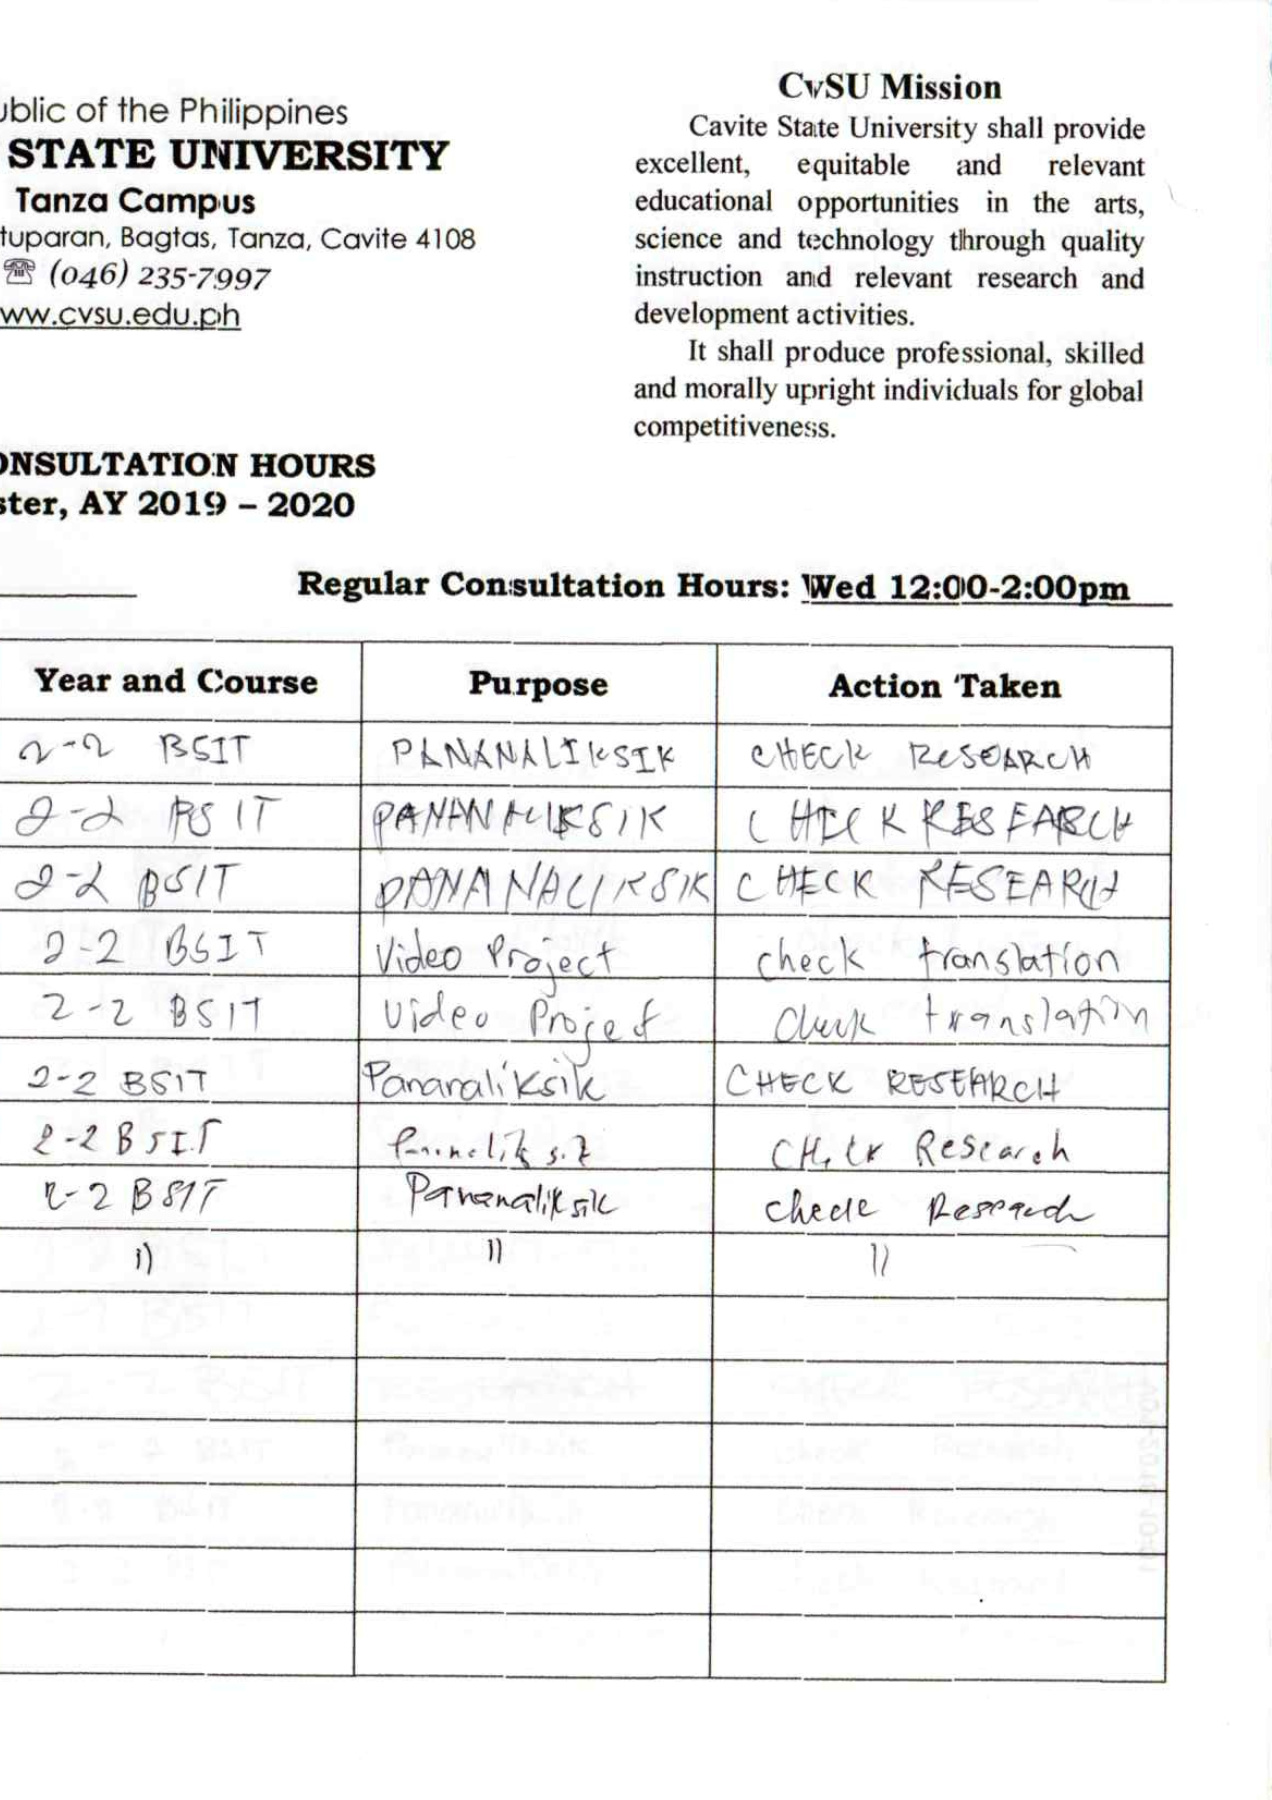 ublic of the Philippines
STATE UNIVERSITY
Tanza Campus
tuparan, Bagtas, Tanza, Cavite 4108
☎ (046) 235-7997
ww.cvsu.edu.ph
CvSU Mission
Cavite State University shall provide
excellent, equitable and relevant
educational opportunities in the arts,
science and technology through quality
instruction and relevant research and
development activities.
It shall produce professional, skilled
and morally upright individuals for global
competitiveness.
ONSULTATION HOURS
ster, AY 2019 – 2020
Regular Consultation Hours: Wed 12:00-2:00pm
Year and Course Purpose Action Taken
2-2 BSIT PANANALIKSIK CHECK RESEARCH
2-2 BSIT PANANALIKSIK CHECK RESEARCH
2-2 BSIT PANANALIKSIK CHECK RESEARCH
2-2 BSIT Video Project check translation
2-2 BSIT Video Project check translation
2-2 BSIT Pananaliksik CHECK RESEARCH
2-2 BSIT Research
2-2 BSIT Pananaliksik check Research
11 11 11